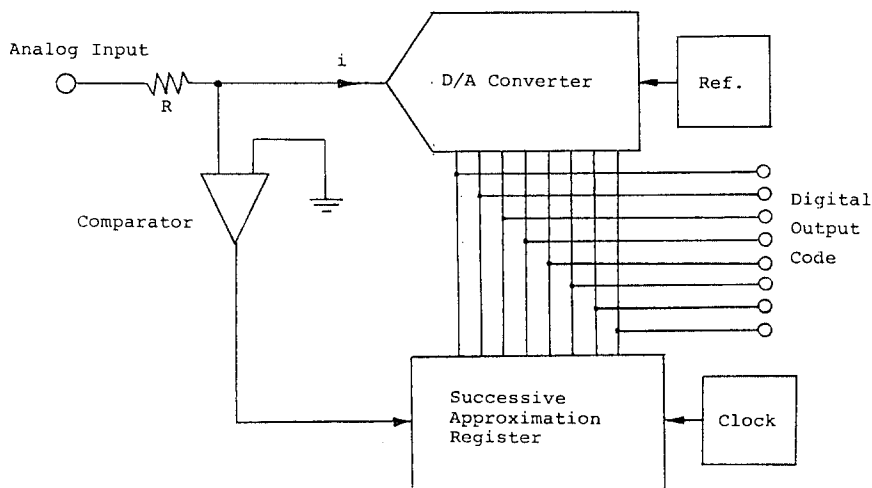 Analog Input
i
R
D/A Converter
Ref.
Comparator
Digital
Output
Code
Successive
Approximation
Register
Clock